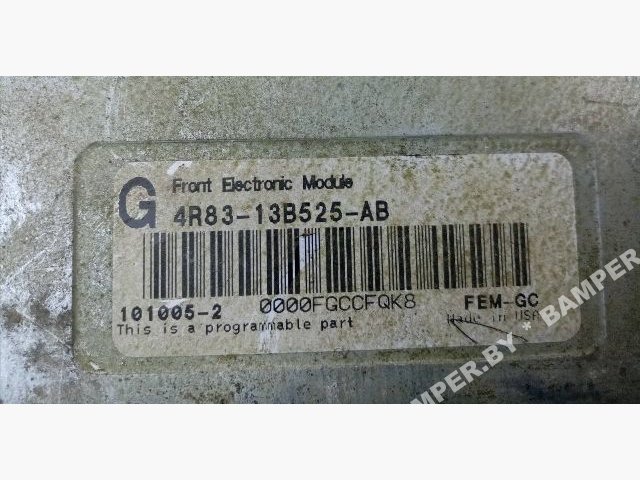 G Front Electronic Module
4R83-13B525-AB
101005-2 0000FGCCFQK8 FEM-GC
This is a programmable part Made in USA
BAMPER.BY * BAMPER